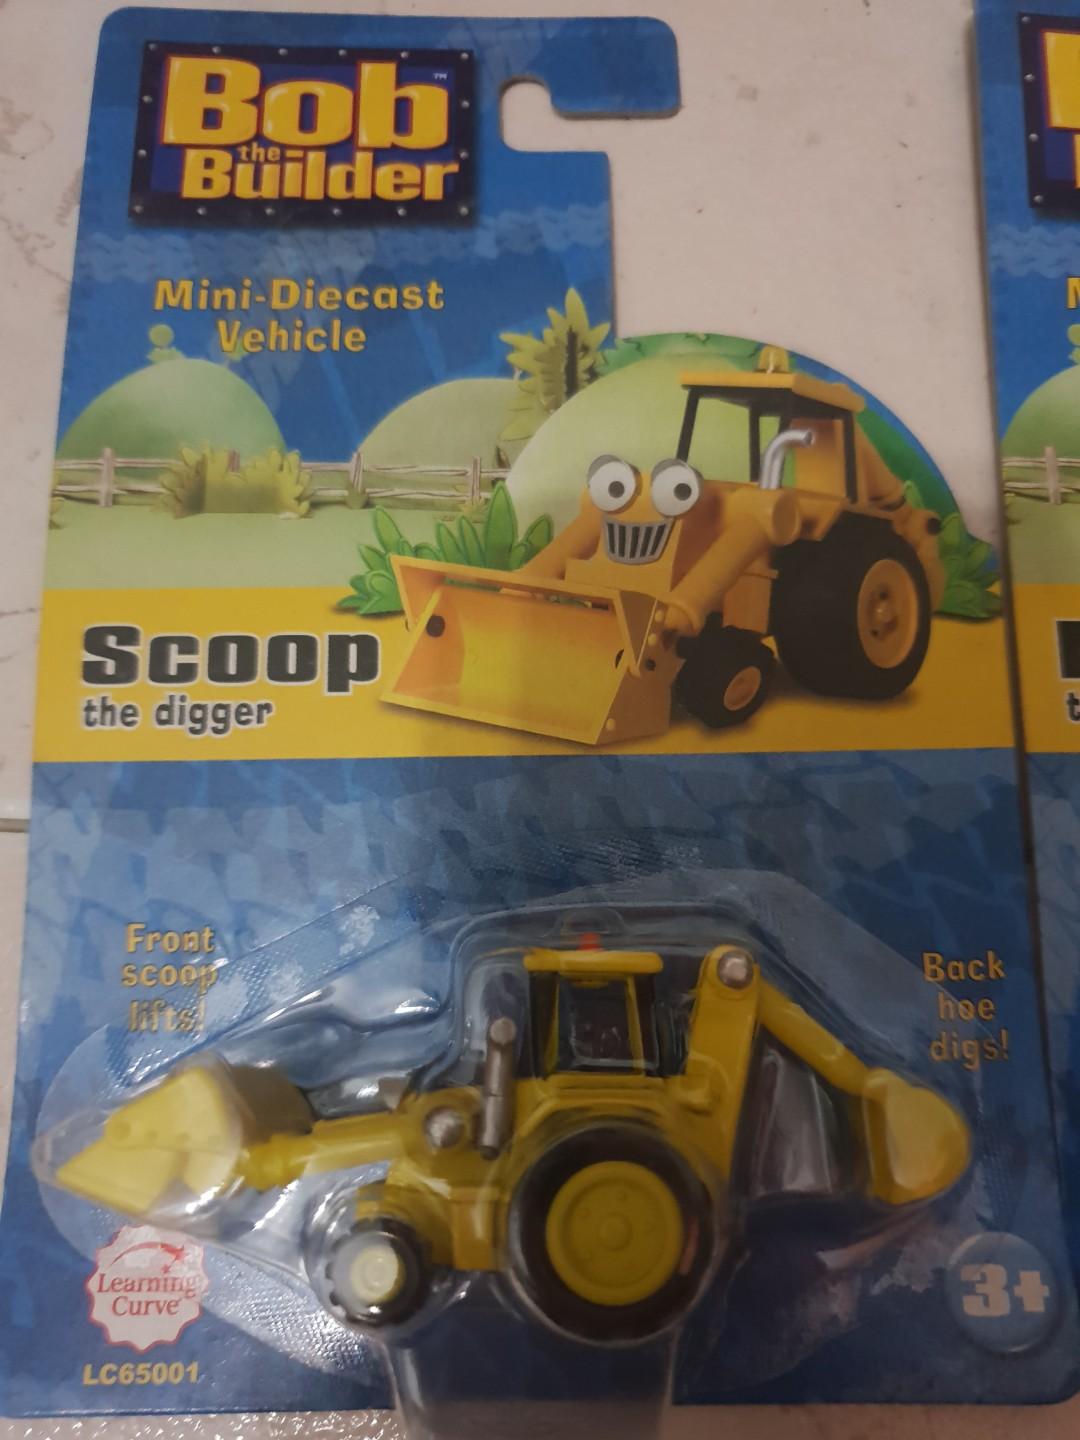 Bob
the
Builder
TM
Mini-Diecast
Vehicle
Scoop
the digger
Front
scoop
lifts!
Back
hoe
digs!
Learning
Curve
LC65001
3+